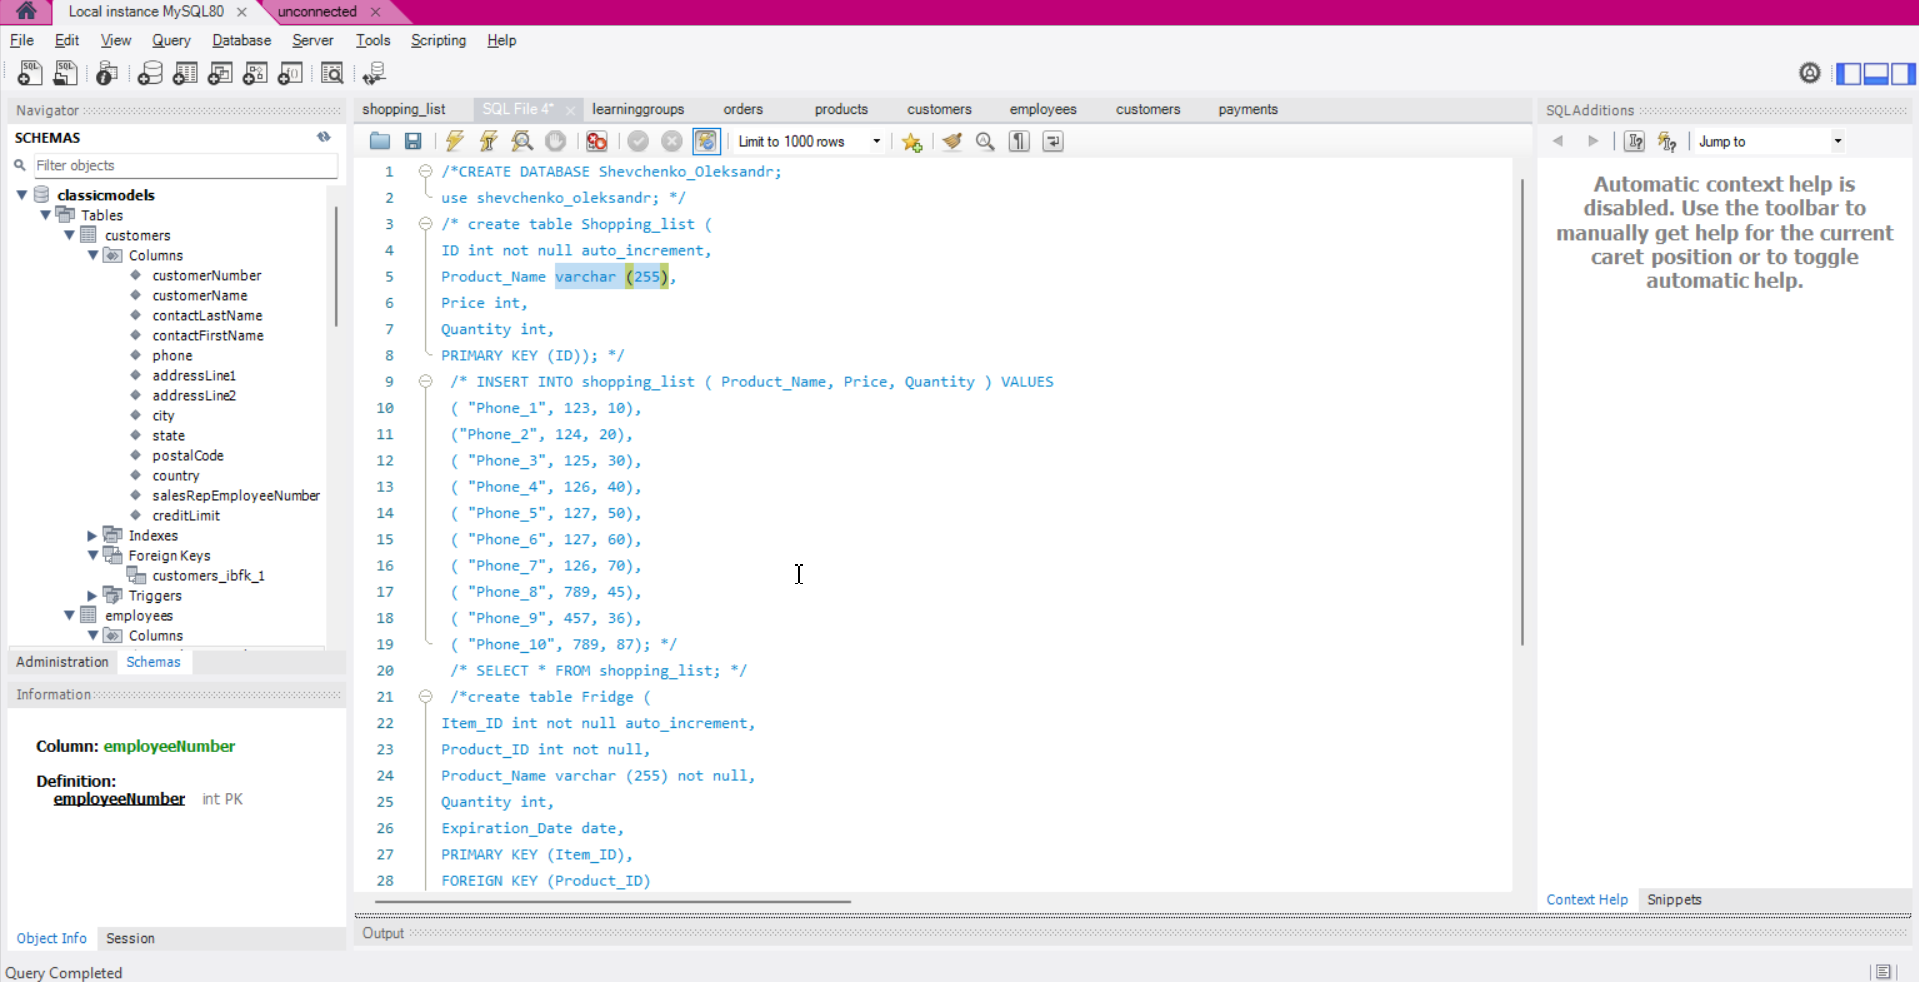 Local instance MySQL80
unconnected
File Edit View Query Database Server Tools Scripting Help
Navigator
SCHEMAS
Filter objects
classicmodels
Tables
customers
Columns
customerNumber
customerName
contactLastName
contactFirstName
phone
addressLine1
addressLine2
city
state
postalCode
country
salesRepEmployeeNumber
creditLimit
Indexes
Foreign Keys
customers_ibfk_1
Triggers
employees
Columns
Administration Schemas
Information
Column: employeeNumber
Definition:
employeeNumber int PK
Object Info Session
Query Completed
shopping_list SQL File 4* learninggroups orders products customers employees customers payments
Limit to 1000 rows
1 /*CREATE DATABASE Shevchenko_Oleksandr;
2 use shevchenko_oleksandr; */
3 /* create table Shopping_list (
4 ID int not null auto_increment,
5 Product_Name varchar (255),
6 Price int,
7 Quantity int,
8 PRIMARY KEY (ID)); */
9 /* INSERT INTO shopping_list ( Product_Name, Price, Quantity ) VALUES
10 ( "Phone_1", 123, 10),
11 ("Phone_2", 124, 20),
12 ( "Phone_3", 125, 30),
13 ( "Phone_4", 126, 40),
14 ( "Phone_5", 127, 50),
15 ( "Phone_6", 127, 60),
16 ( "Phone_7", 126, 70),
17 ( "Phone_8", 789, 45),
18 ( "Phone_9", 457, 36),
19 ( "Phone_10", 789, 87); */
20 /* SELECT * FROM shopping_list; */
21 /*create table Fridge (
22 Item_ID int not null auto_increment,
23 Product_ID int not null,
24 Product_Name varchar (255) not null,
25 Quantity int,
26 Expiration_Date date,
27 PRIMARY KEY (Item_ID),
28 FOREIGN KEY (Product_ID)
Output
SQLAdditions
Jump to
Automatic context help is
disabled. Use the toolbar to
manually get help for the current
caret position or to toggle
automatic help.
Context Help Snippets